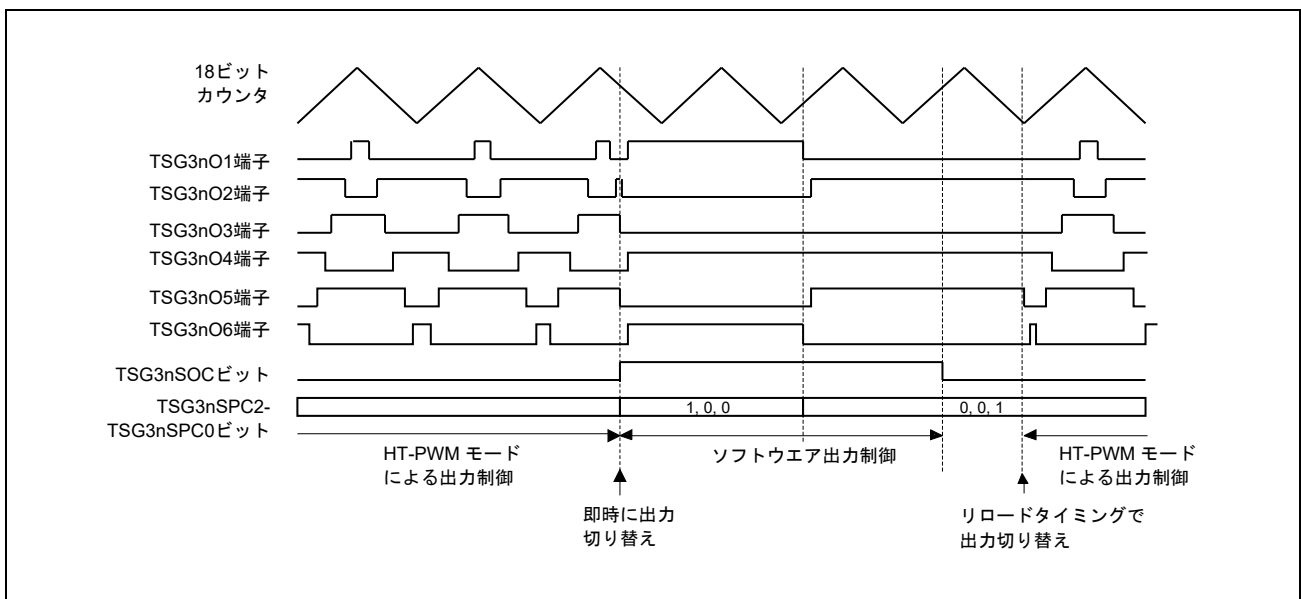 18ビット
カウンタ
TSG3nO1端子
TSG3nO2端子
TSG3nO3端子
TSG3nO4端子
TSG3nO5端子
TSG3nO6端子
TSG3nSOCビット
TSG3nSPC2-
TSG3nSPC0ビット
1, 0, 0
0, 0, 1
HT-PWM モード
による出力制御
ソフトウエア出力制御
HT-PWM モード
による出力制御
即時に出力
切り替え
リロードタイミングで
出力切り替え